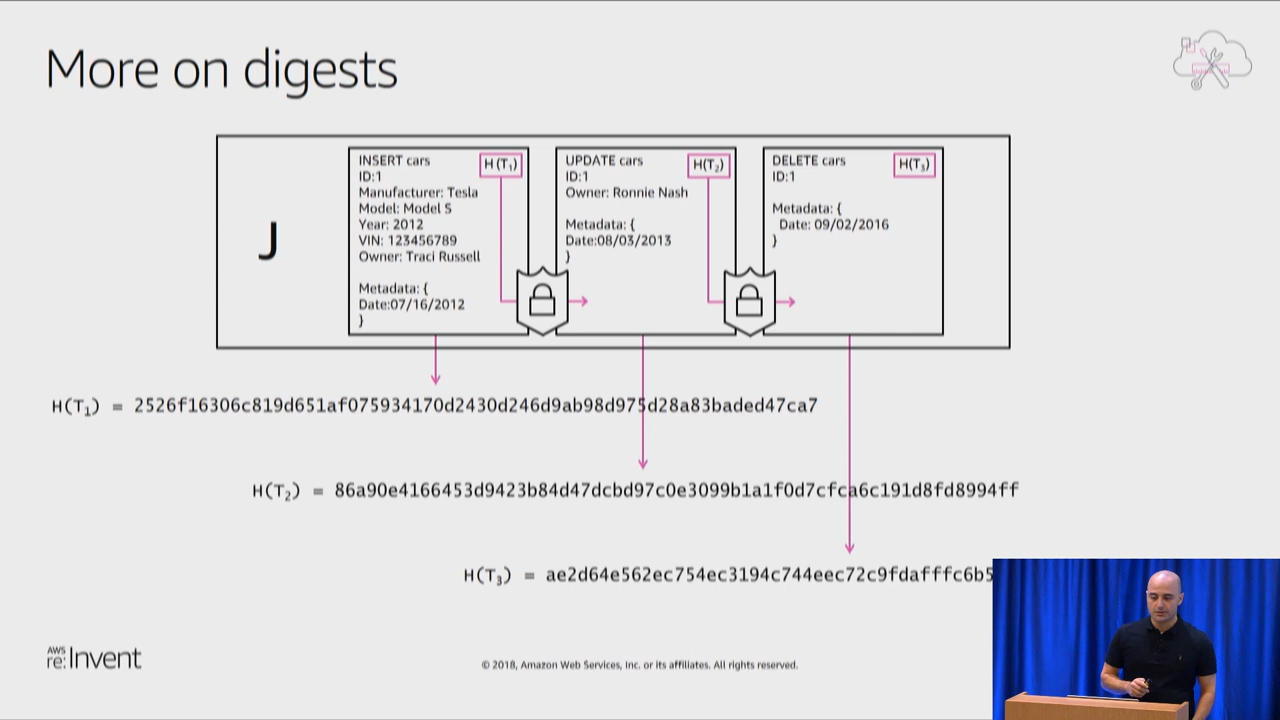 More on digests
J
INSERT cars
H(T₁)
ID:1
Manufacturer: Tesla
Model: Model S
Year: 2012
VIN: 123456789
Owner: Traci Russell
Metadata: {
Date:07/16/2012
}
UPDATE cars
H(T₂)
ID:1
Owner: Ronnie Nash
Metadata: {
Date:08/03/2013
}
DELETE cars
H(T₃)
ID:1
Metadata: {
Date: 09/02/2016
}
H(T₁) = 2526f16306c819d651af075934170d2430d246d9ab98d975d28a83baded47ca7
H(T₂) = 86a90e4166453d9423b84d47dcbd97c0e3099b1a1f0d7cfca6c191d8fd8994ff
H(T₃) = ae2d64e562ec754ec3194c744eec72c9fdafffc6b5
AWS
re:Invent
© 2018, Amazon Web Services, Inc. or its affiliates. All rights reserved.